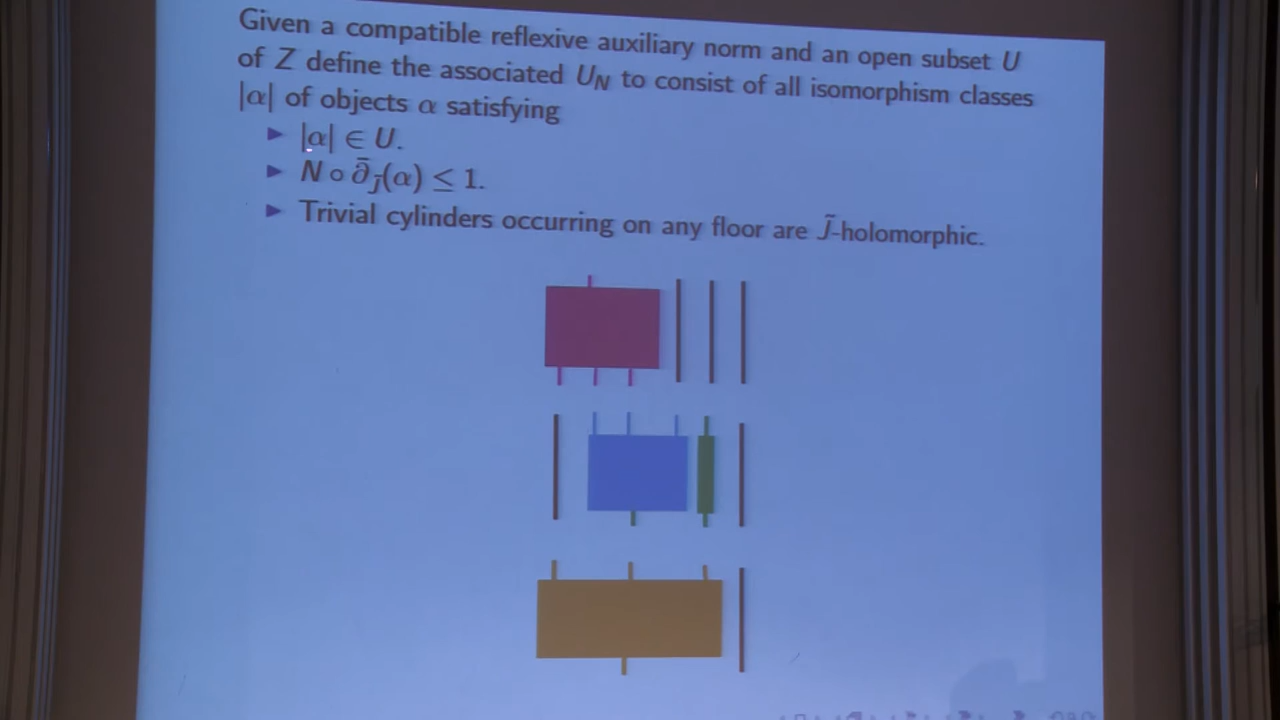 Given a compatible reflexive auxiliary norm and an open subset U
of Z define the associated U_N to consist of all isomorphism classes
|α| of objects α satisfying
▶ |α| ∈ U.
▶ N ∘ ∂̄_J̃(α) ≤ 1.
▶ Trivial cylinders occurring on any floor are J̃-holomorphic.